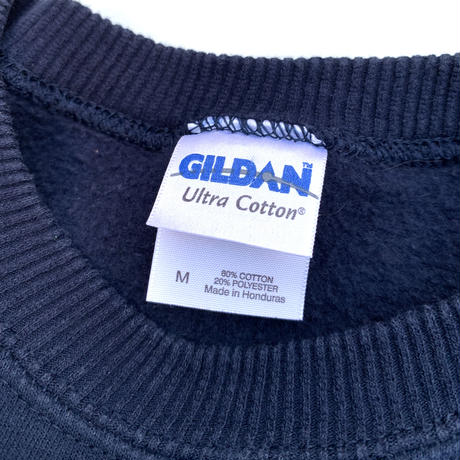 GILDAN™
Ultra Cotton®
M
80% COTTON
20% POLYESTER
Made in Honduras